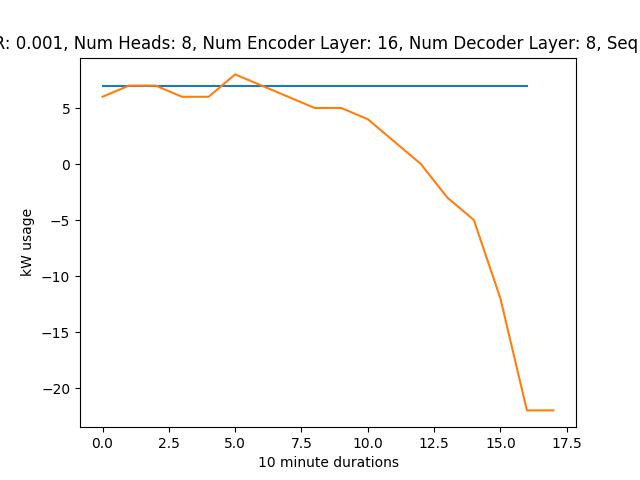 R: 0.001, Num Heads: 8, Num Encoder Layer: 16, Num Decoder Layer: 8, Seq
5
0
−5
−10
−15
−20
kW usage
0.0 2.5 5.0 7.5 10.0 12.5 15.0 17.5
10 minute durations